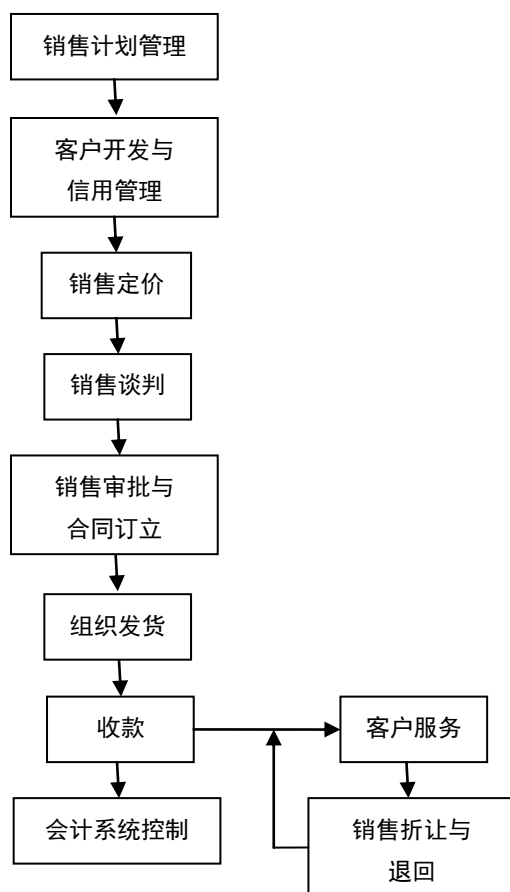 销售计划管理
客户开发与
信用管理
销售定价
销售谈判
销售审批与
合同订立
组织发货
收款
客户服务
会计系统控制
销售折让与
退回